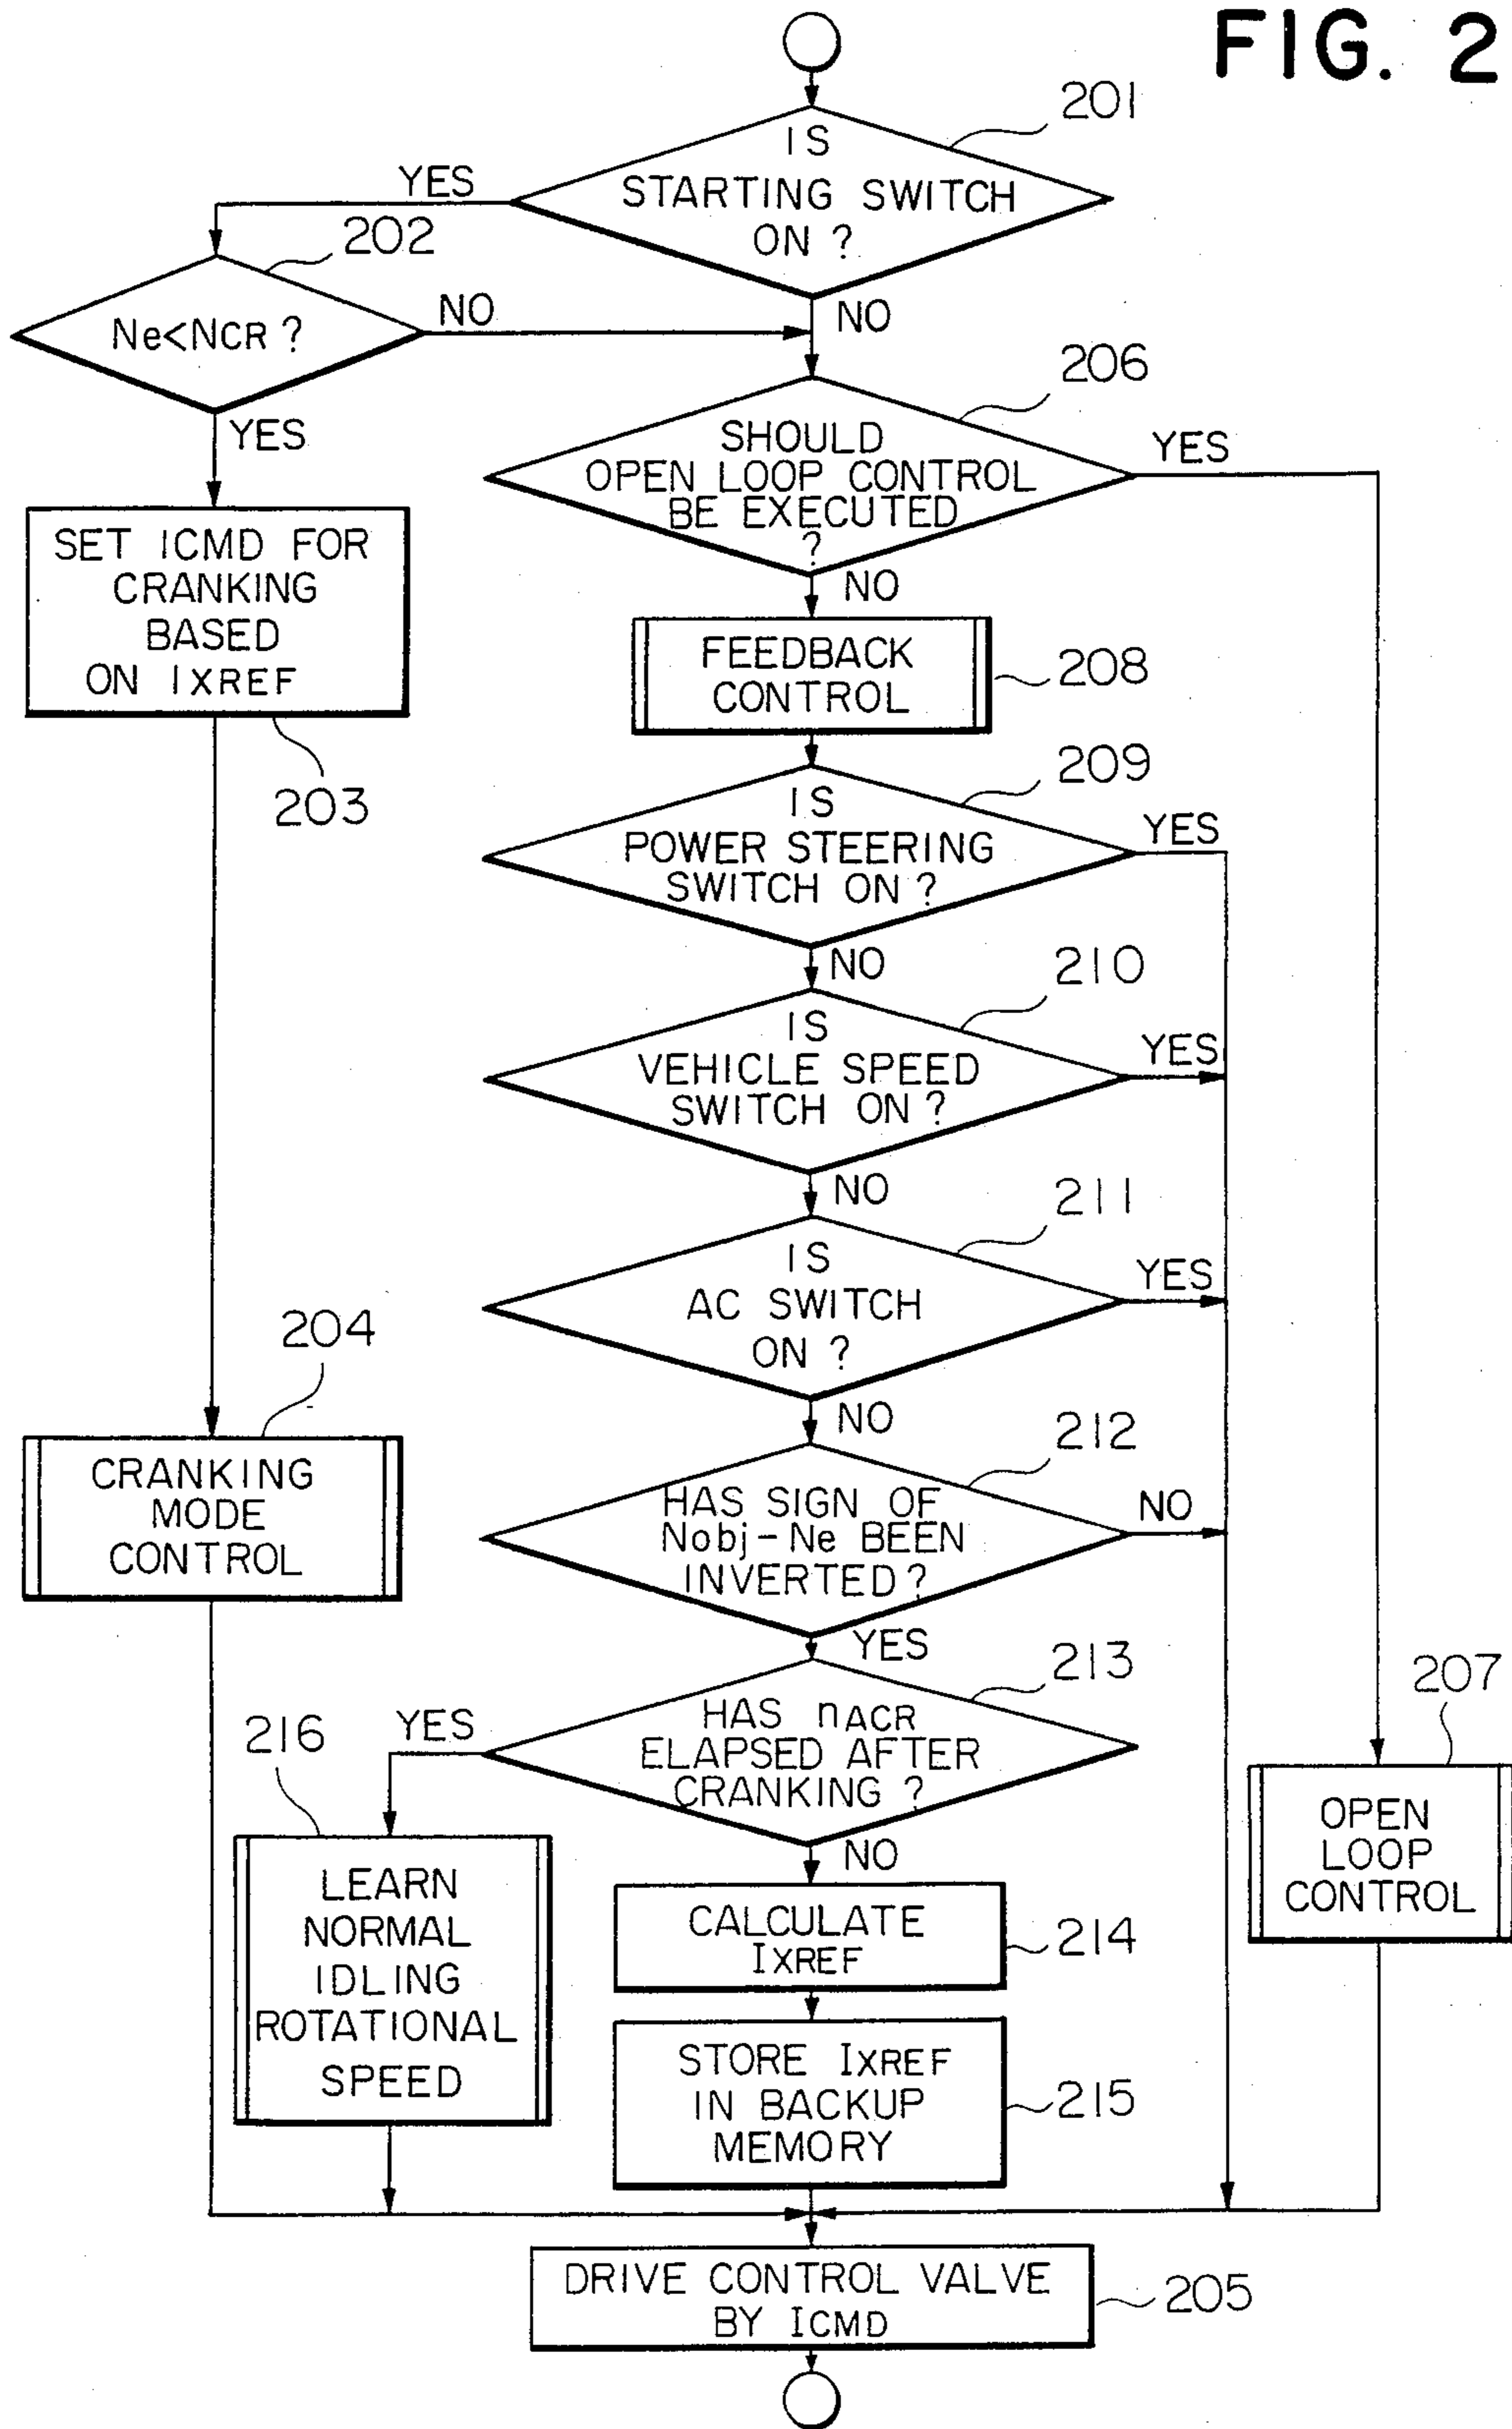 FIG. 2
201
IS
STARTING SWITCH
ON ?
YES
NO
202
Ne<NCR ?
NO
YES
206
SHOULD
OPEN LOOP CONTROL
BE EXECUTED
?
YES
NO
SET ICMD FOR
CRANKING
BASED
ON IXREF
203
FEEDBACK
CONTROL
208
209
IS
POWER STEERING
SWITCH ON ?
YES
NO
210
IS
VEHICLE SPEED
SWITCH ON ?
YES
NO
211
IS
AC SWITCH
ON ?
YES
NO
204
CRANKING
MODE
CONTROL
212
HAS SIGN OF
Nobj-Ne BEEN
INVERTED ?
NO
YES
213
HAS nACR
ELAPSED AFTER
CRANKING ?
YES
NO
207
OPEN
LOOP
CONTROL
216
LEARN
NORMAL
IDLING
ROTATIONAL
SPEED
CALCULATE
IXREF
214
STORE IXREF
IN BACKUP
MEMORY
215
DRIVE CONTROL VALVE
BY ICMD
205